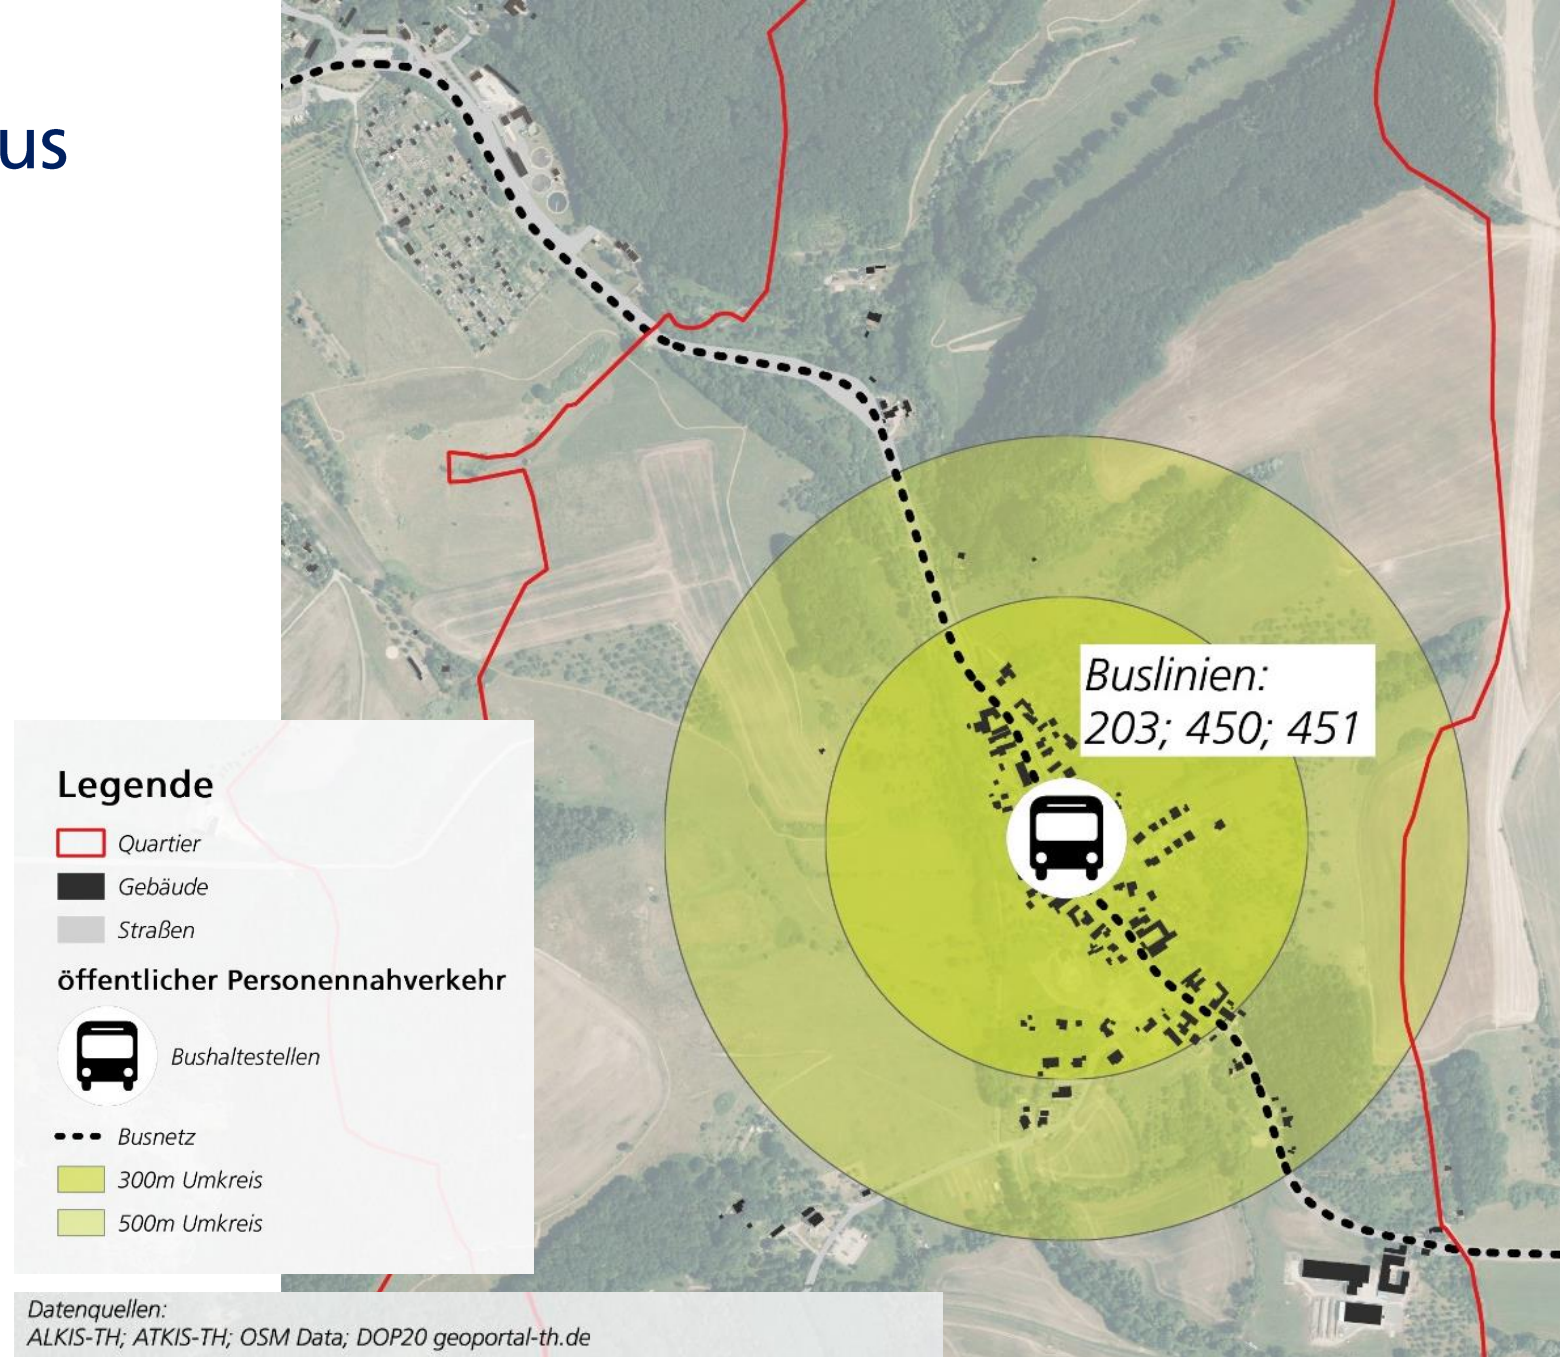 us
Buslinien:
203; 450; 451
Legende
Quartier
Gebäude
Straßen
öffentlicher Personennahverkehr
Bushaltestellen
Busnetz
300m Umkreis
500m Umkreis
Datenquellen:
ALKIS-TH; ATKIS-TH; OSM Data; DOP20 geoportal-th.de